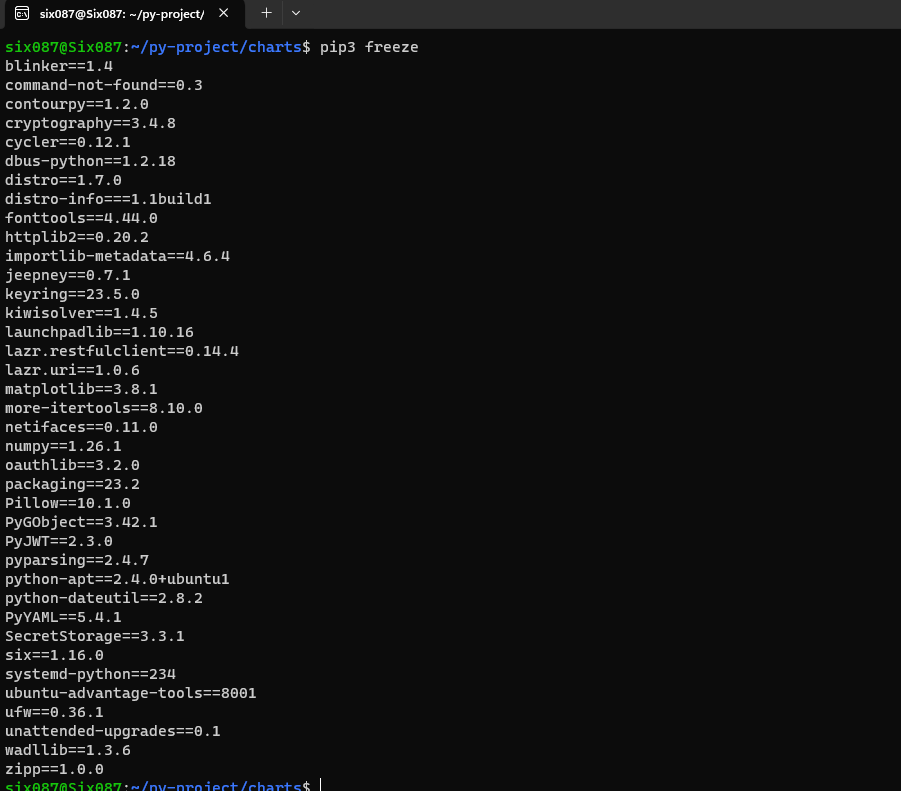 six087@Six087: ~/py-project/
six087@Six087:~/py-project/charts$ pip3 freeze
blinker==1.4
command-not-found==0.3
contourpy==1.2.0
cryptography==3.4.8
cycler==0.12.1
dbus-python==1.2.18
distro==1.7.0
distro-info===1.1build1
fonttools==4.44.0
httplib2==0.20.2
importlib-metadata==4.6.4
jeepney==0.7.1
keyring==23.5.0
kiwisolver==1.4.5
launchpadlib==1.10.16
lazr.restfulclient==0.14.4
lazr.uri==1.0.6
matplotlib==3.8.1
more-itertools==8.10.0
netifaces==0.11.0
numpy==1.26.1
oauthlib==3.2.0
packaging==23.2
Pillow==10.1.0
PyGObject==3.42.1
PyJWT==2.3.0
pyparsing==2.4.7
python-apt==2.4.0+ubuntu1
python-dateutil==2.8.2
PyYAML==5.4.1
SecretStorage==3.3.1
six==1.16.0
systemd-python==234
ubuntu-advantage-tools==8001
ufw==0.36.1
unattended-upgrades==0.1
wadllib==1.3.6
zipp==1.0.0
six087@Six087:~/py-project/charts$